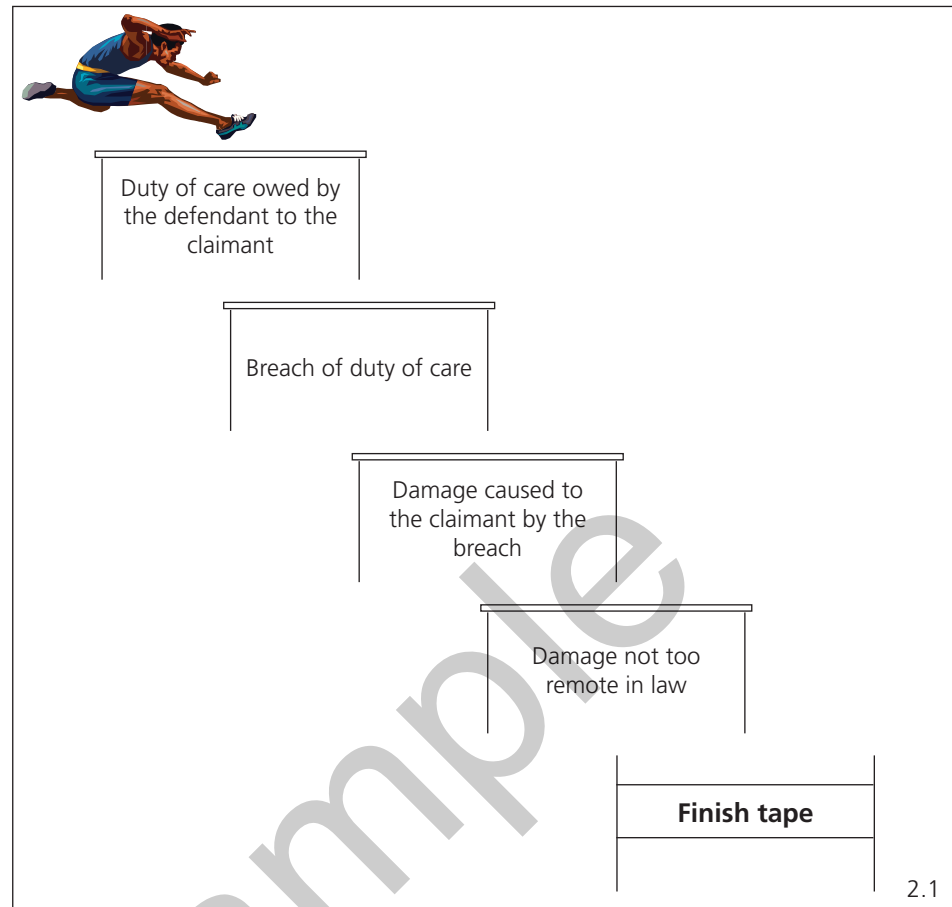 Duty of care owed by
the defendant to the
claimant
Breach of duty of care
Damage caused to
the claimant by the
breach
Damage not too
remote in law
Finish tape
2.1
Sample